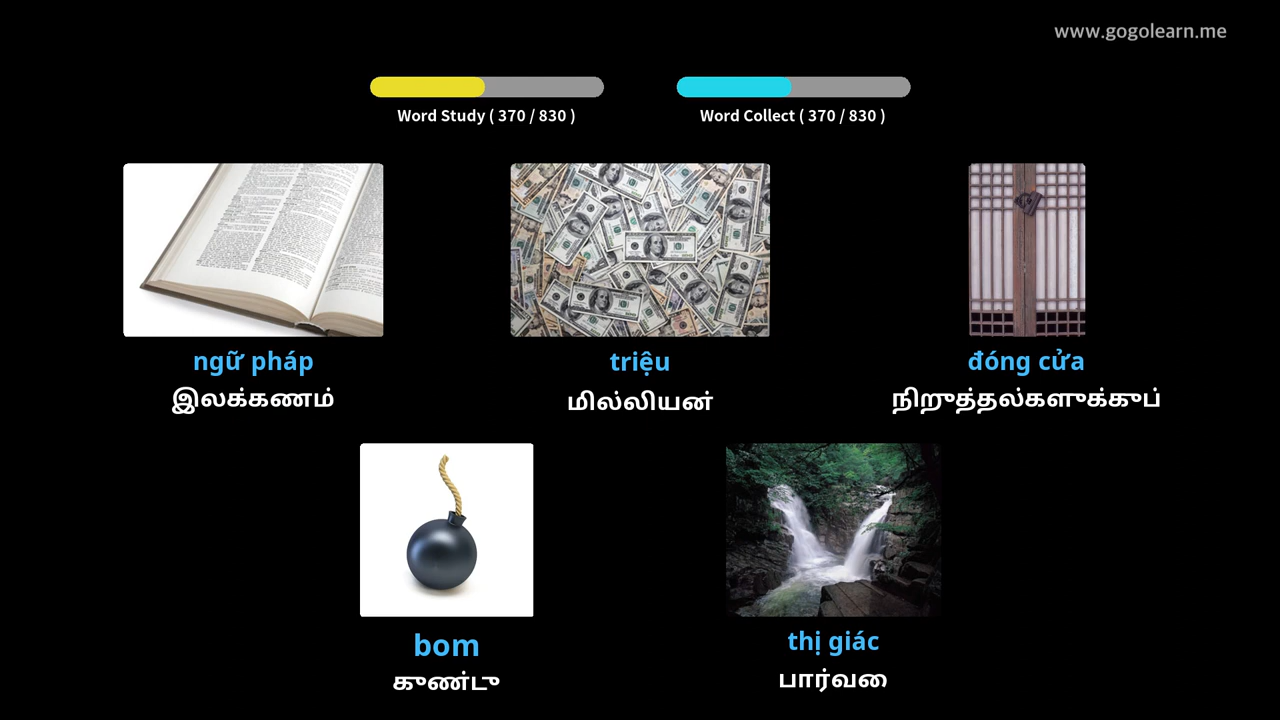 www.gogolearn.me
Word Study ( 370 / 830 )
Word Collect ( 370 / 830 )
ngữ pháp
இலக்கணம்
triệu
மில்லியன்
đóng cửa
நிறுத்தல்களுக்குப்
bom
குண்டு
thị giác
பார்வை